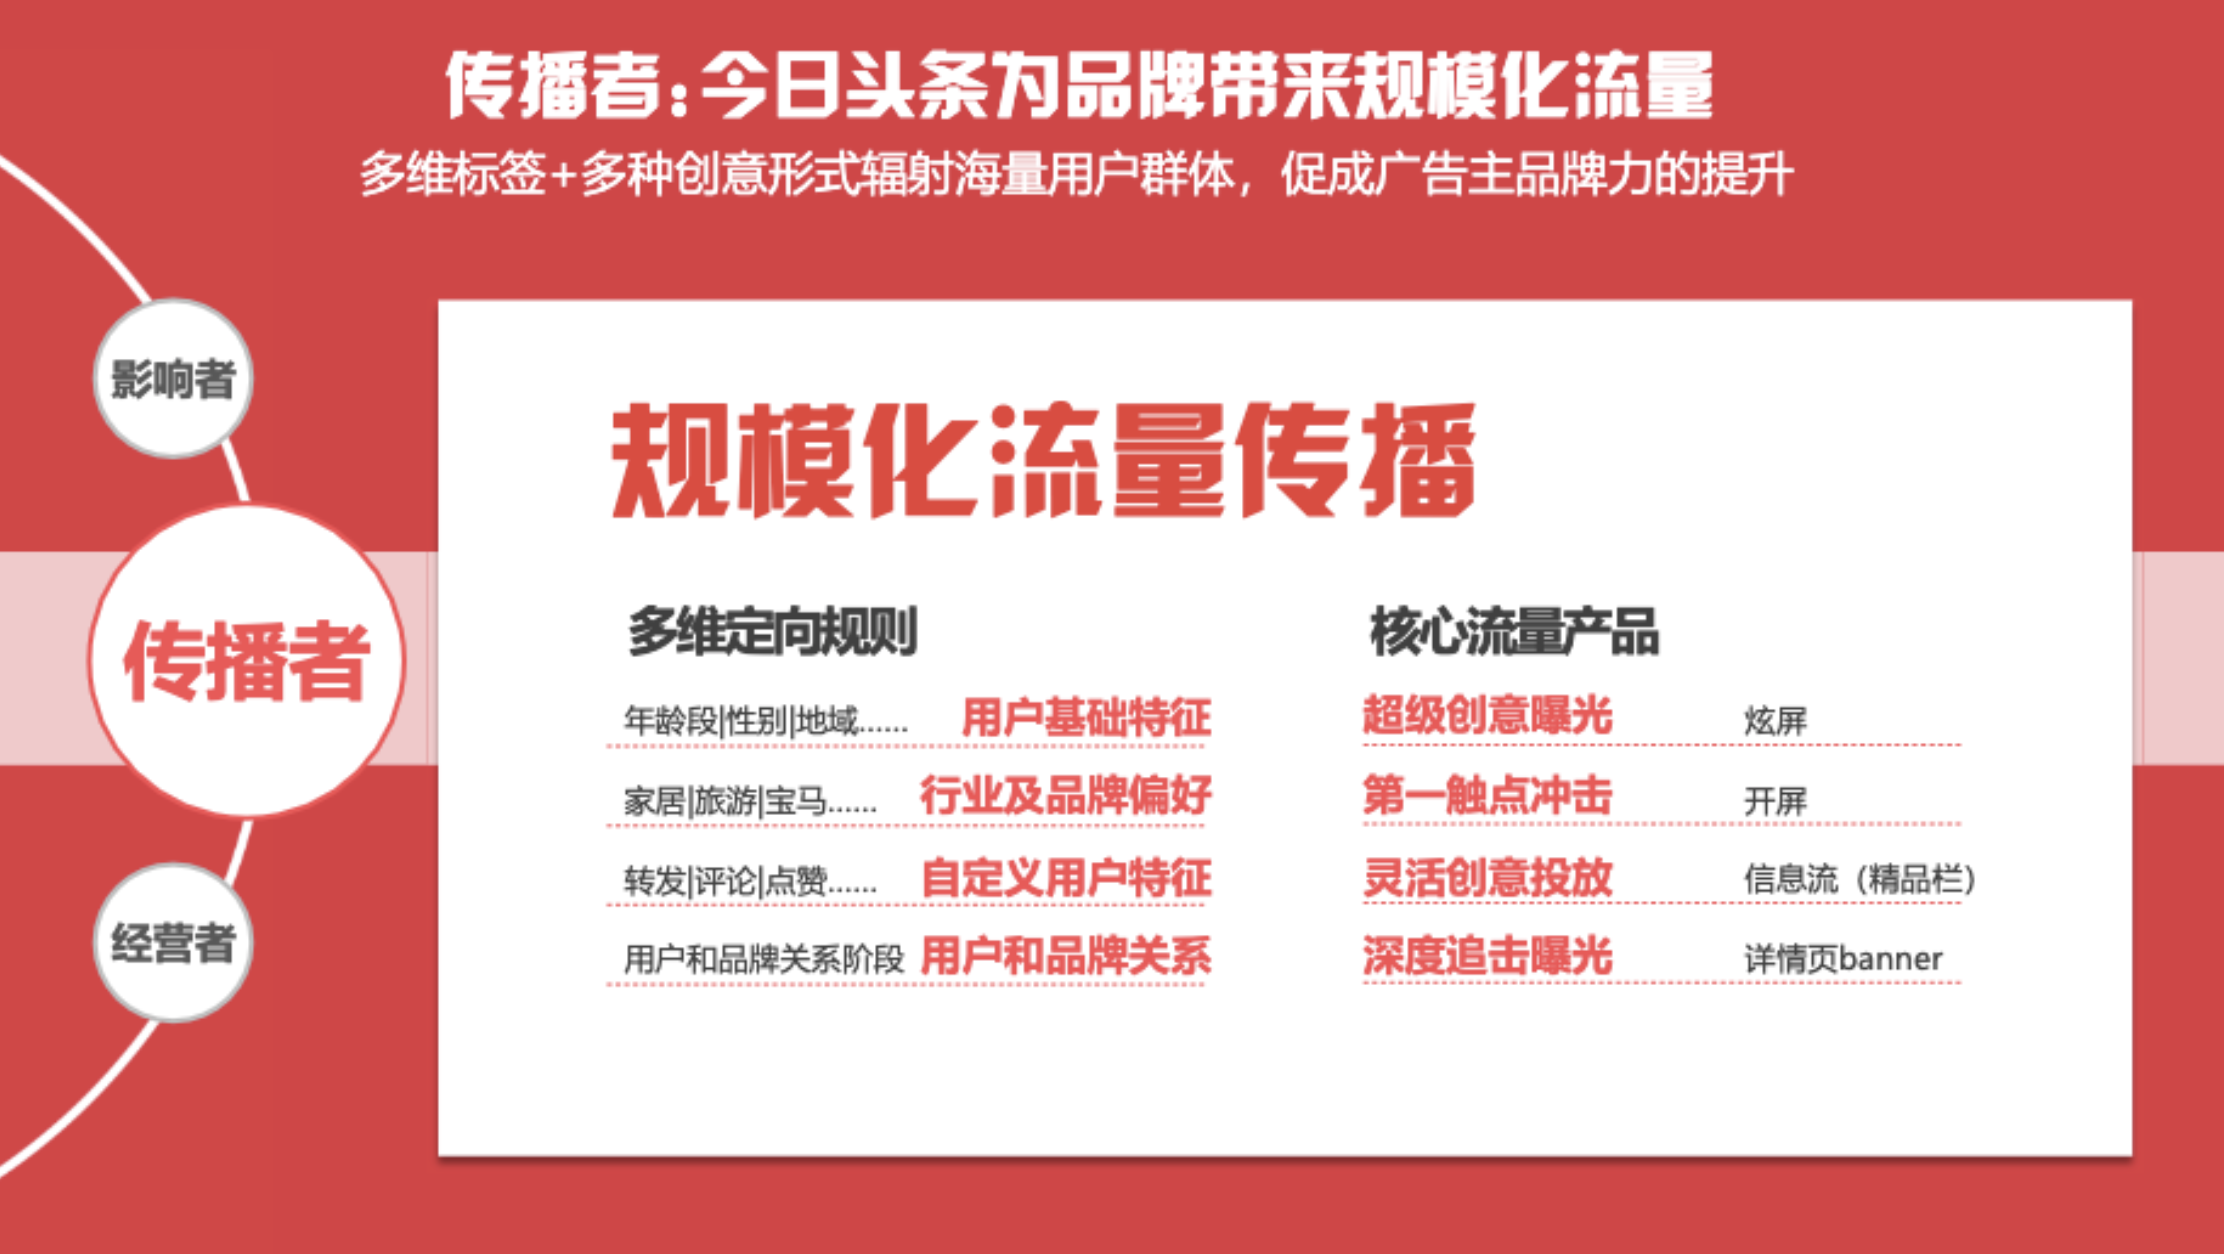 传播者:今日头条为品牌带来规模化流量
多维标签+多种创意形式辐射海量用户群体，促成广告主品牌力的提升
影响者
传播者
经营者
规模化流量传播
多维定向规则
年龄段|性别|地域...... 用户基础特征
家居|旅游|宝马...... 行业及品牌偏好
转发|评论|点赞...... 自定义用户特征
用户和品牌关系阶段 用户和品牌关系
核心流量产品
超级创意曝光 炫屏
第一触点冲击 开屏
灵活创意投放 信息流（精品栏）
深度追击曝光 详情页banner